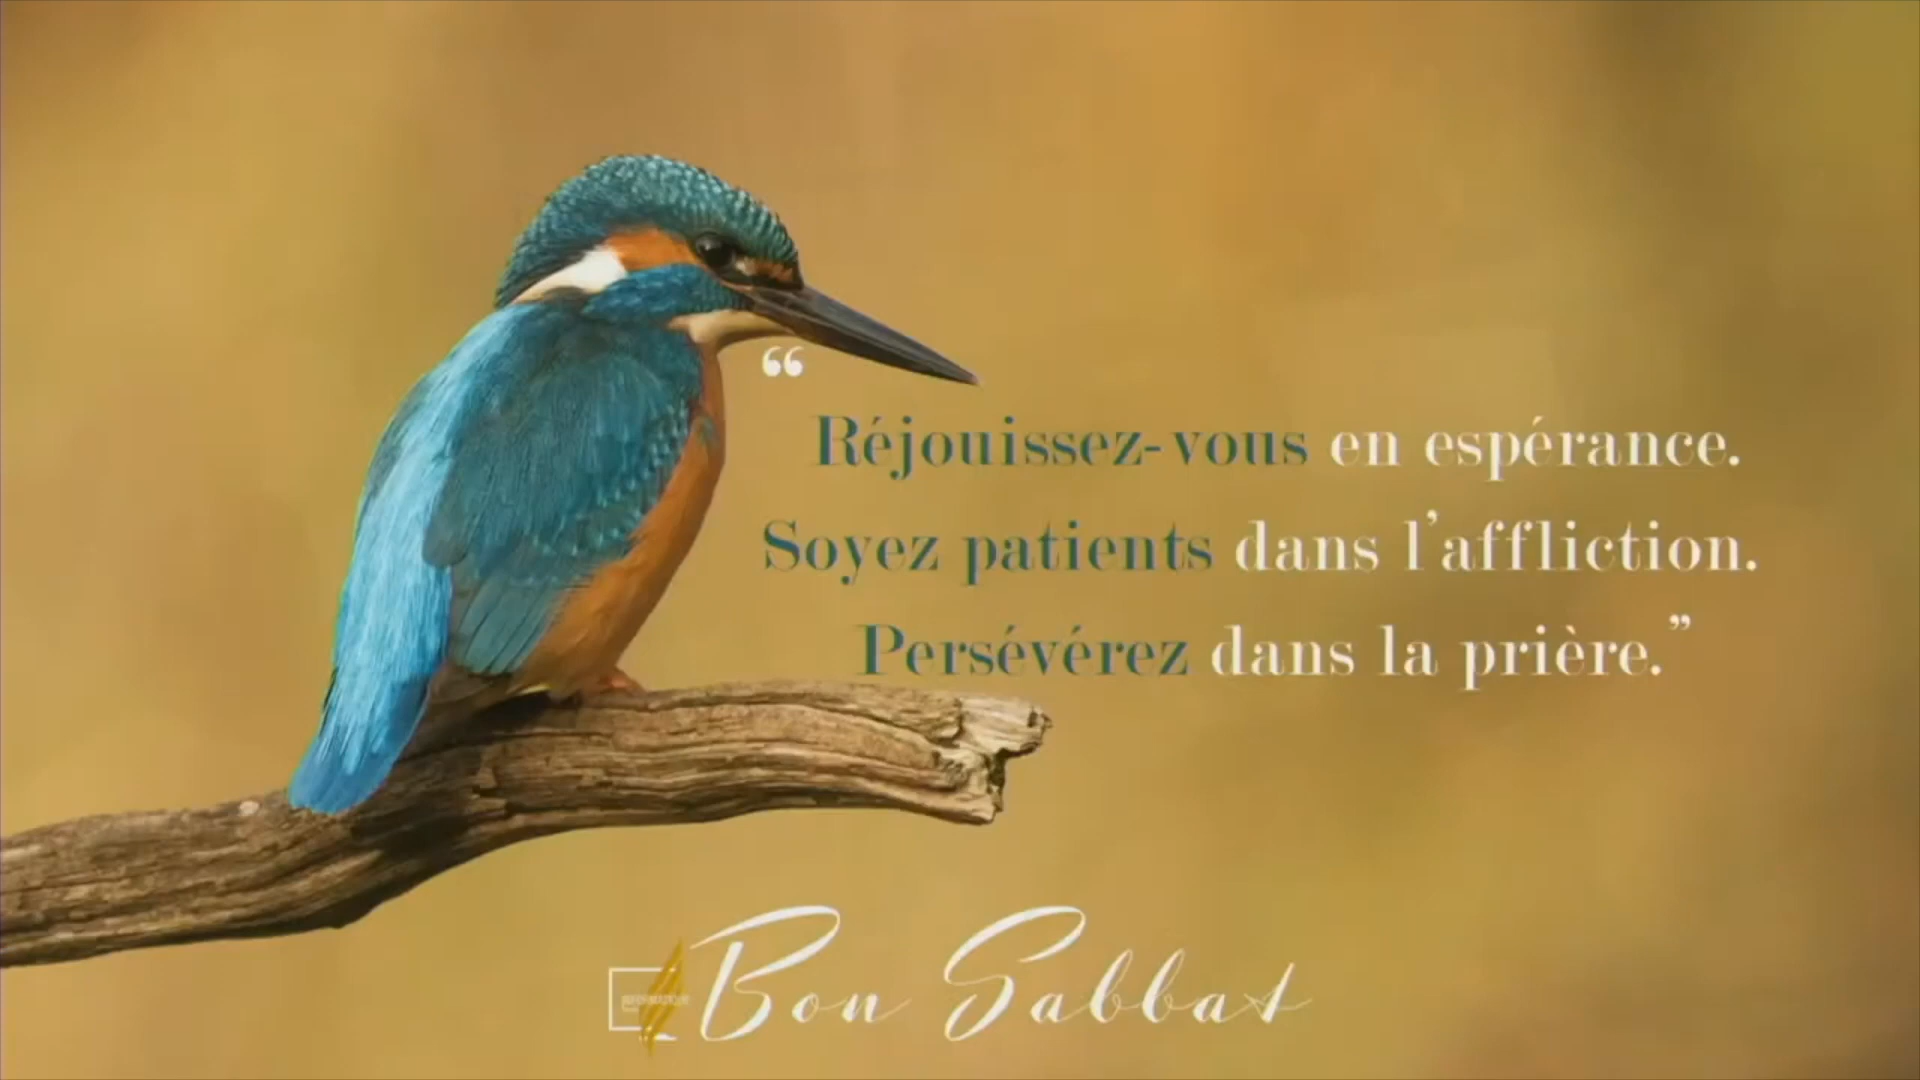 “
Réjouissez-vous en espérance.
Soyez patients dans l’affliction.
Persévérez dans la prière.”
Bon Sabbat